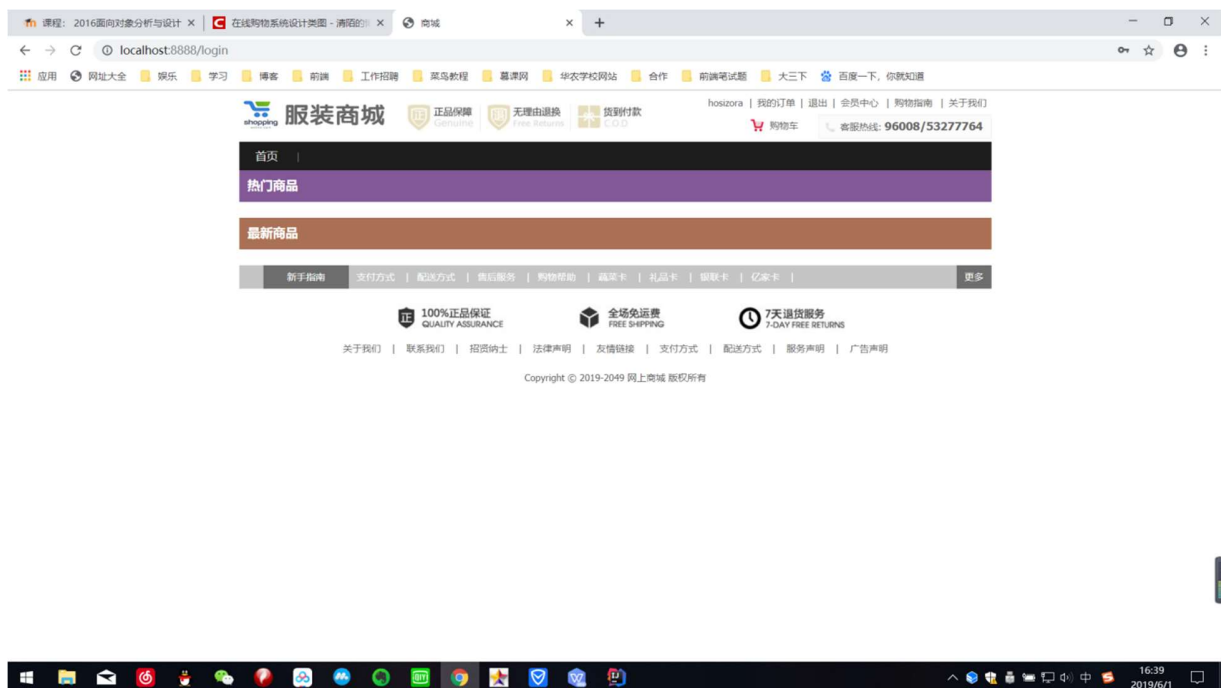 课程: 2016面向对象分析与设计
在线购物系统设计类图 - 清陌的
商城
localhost:8888/login
应用 网址大全 娱乐 学习 博客 前端 工作招聘 菜鸟教程 慕课网 华农学校网站 合作 前端笔试题 大三下 百度一下，你就知道
hosizora | 我的订单 | 退出 | 会员中心 | 购物指南 | 关于我们
shopping 服装商城
正品保障
Genuine
无理由退换
Free Returns
货到付款
C.O.D
购物车
客服热线: 96008/53277764
首页 |
热门商品
最新商品
新手指南 支付方式 | 配送方式 | 售后服务 | 购物帮助 | 蔬菜卡 | 礼品卡 | 银联卡 | 亿家卡 | 更多
正 100%正品保证
QUALITY ASSURANCE
全场免运费
FREE SHIPPING
7天退货服务
7-DAY FREE RETURNS
关于我们 | 联系我们 | 招贤纳士 | 法律声明 | 友情链接 | 支付方式 | 配送方式 | 服务声明 | 广告声明
Copyright © 2019-2049 网上商城 版权所有
中
16:39
2019/6/1